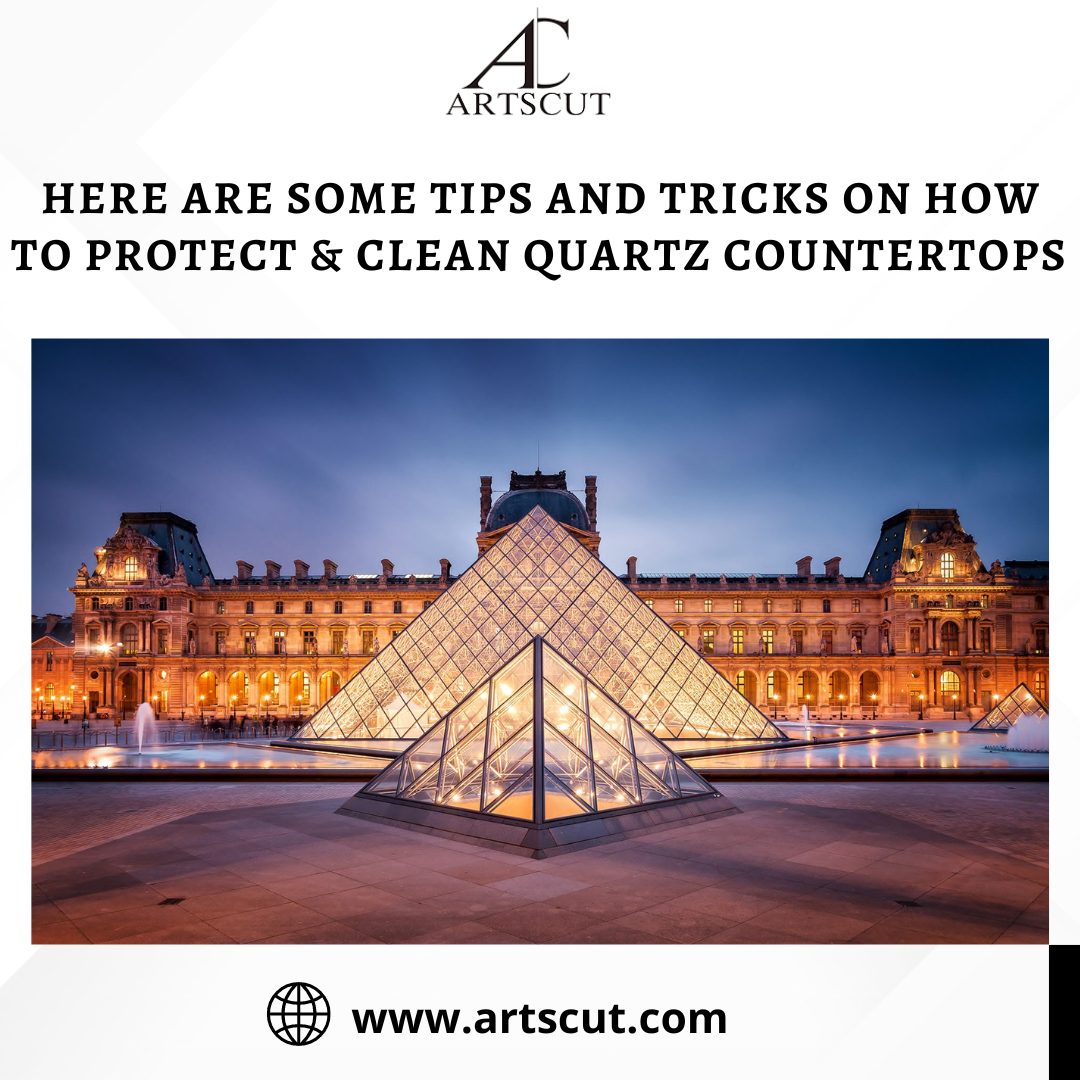 AC
ARTSCUT
HERE ARE SOME TIPS AND TRICKS ON HOW
TO PROTECT & CLEAN QUARTZ COUNTERTOPS
www.artscut.com